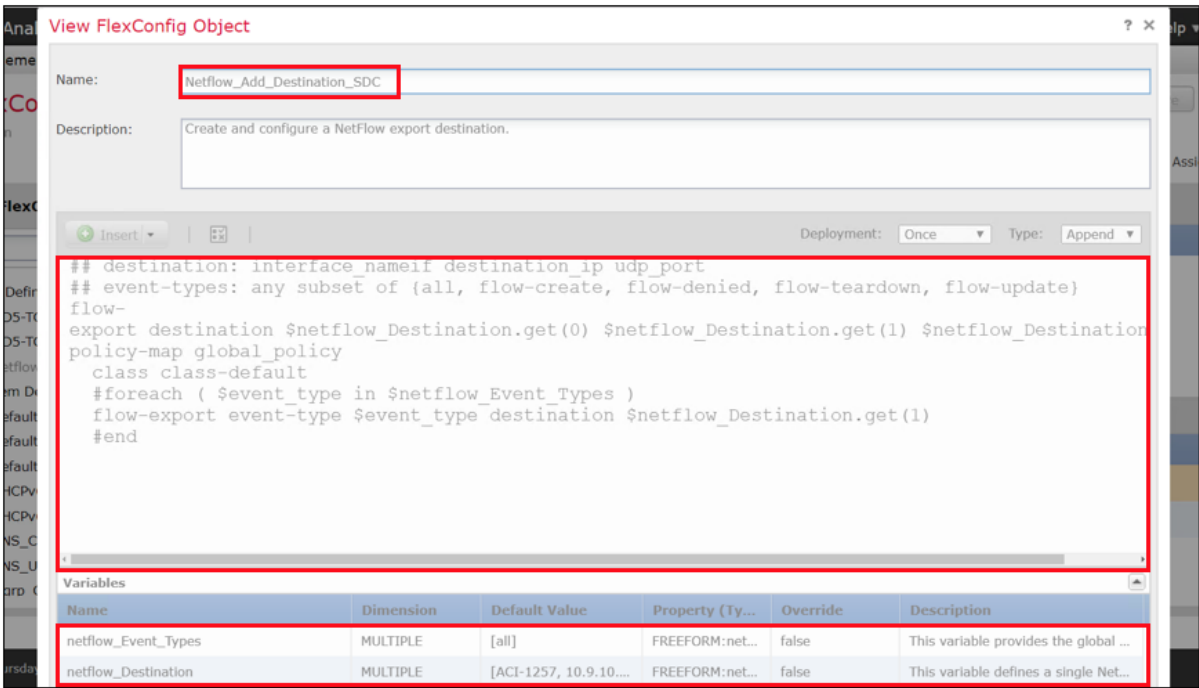 View FlexConfig Object
? ×
Name:
Netflow_Add_Destination_SDC
Description:
Create and configure a NetFlow export destination.
Insert
Deployment:
Once
Type:
Append
## destination: interface_nameif destination_ip udp_port
## event-types: any subset of {all, flow-create, flow-denied, flow-teardown, flow-update}
flow-
export destination $netflow_Destination.get(0) $netflow_Destination.get(1) $netflow_Destination
policy-map global_policy
class class-default
#foreach ( $event_type in $netflow_Event_Types )
flow-export event-type $event_type destination $netflow_Destination.get(1)
#end
Variables
Name Dimension Default Value Property (Ty... Override Description
netflow_Event_Types MULTIPLE [all] FREEFORM:net... false This variable provides the global ...
netflow_Destination MULTIPLE [ACI-1257, 10.9.10.... FREEFORM:net... false This variable defines a single Net...